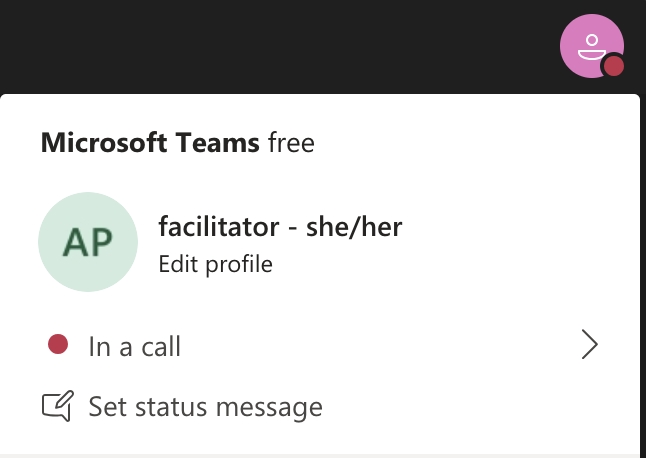 Microsoft Teams free
AP
facilitator - she/her
Edit profile
In a call
Set status message